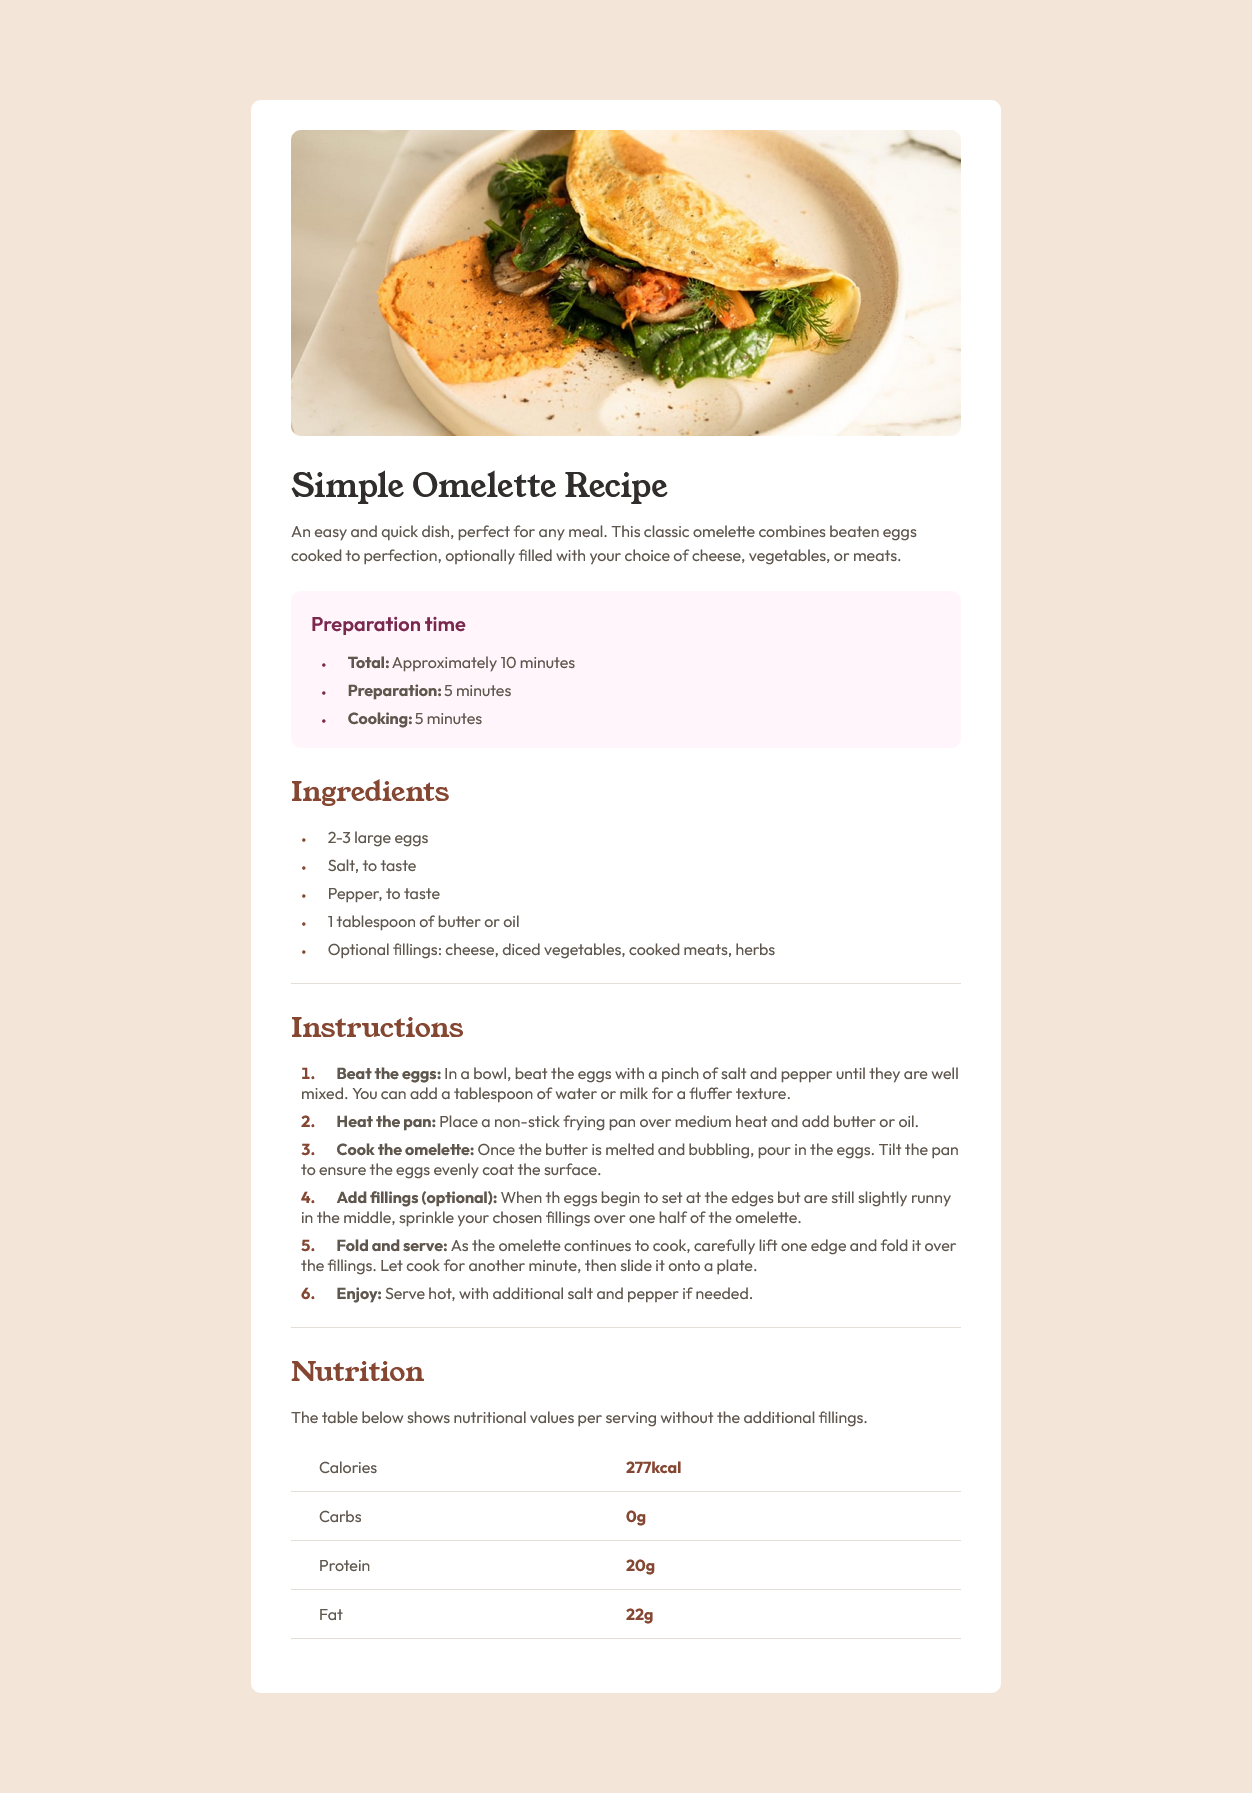 Simple Omelette Recipe
An easy and quick dish, perfect for any meal. This classic omelette combines beaten eggs
cooked to perfection, optionally filled with your choice of cheese, vegetables, or meats.
Preparation time
• Total: Approximately 10 minutes
• Preparation: 5 minutes
• Cooking: 5 minutes
Ingredients
• 2-3 large eggs
• Salt, to taste
• Pepper, to taste
• 1 tablespoon of butter or oil
• Optional fillings: cheese, diced vegetables, cooked meats, herbs
Instructions
1. Beat the eggs: In a bowl, beat the eggs with a pinch of salt and pepper until they are well
mixed. You can add a tablespoon of water or milk for a fluffer texture.
2. Heat the pan: Place a non-stick frying pan over medium heat and add butter or oil.
3. Cook the omelette: Once the butter is melted and bubbling, pour in the eggs. Tilt the pan
to ensure the eggs evenly coat the surface.
4. Add fillings (optional): When th eggs begin to set at the edges but are still slightly runny
in the middle, sprinkle your chosen fillings over one half of the omelette.
5. Fold and serve: As the omelette continues to cook, carefully lift one edge and fold it over
the fillings. Let cook for another minute, then slide it onto a plate.
6. Enjoy: Serve hot, with additional salt and pepper if needed.
Nutrition
The table below shows nutritional values per serving without the additional fillings.
Calories 277kcal
Carbs 0g
Protein 20g
Fat 22g